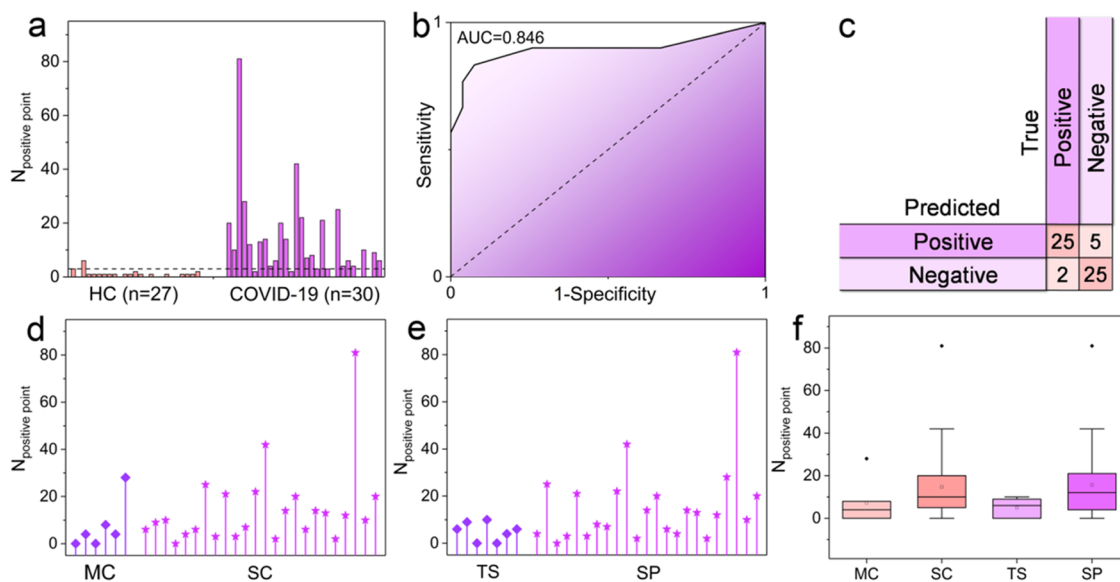 a
N positive point
80
60
40
20
0
HC (n=27)
COVID-19 (n=30)
b
AUC=0.846
Sensitivity
1
0
0
1-Specificity
1
c
True
Positive
Negative
Predicted
Positive 25 5
Negative 2 25
d
N positive point
80
60
40
20
0
MC
SC
e
N positive point
80
60
40
20
0
TS
SP
f
N positive point
80
60
40
20
0
MC
SC
TS
SP